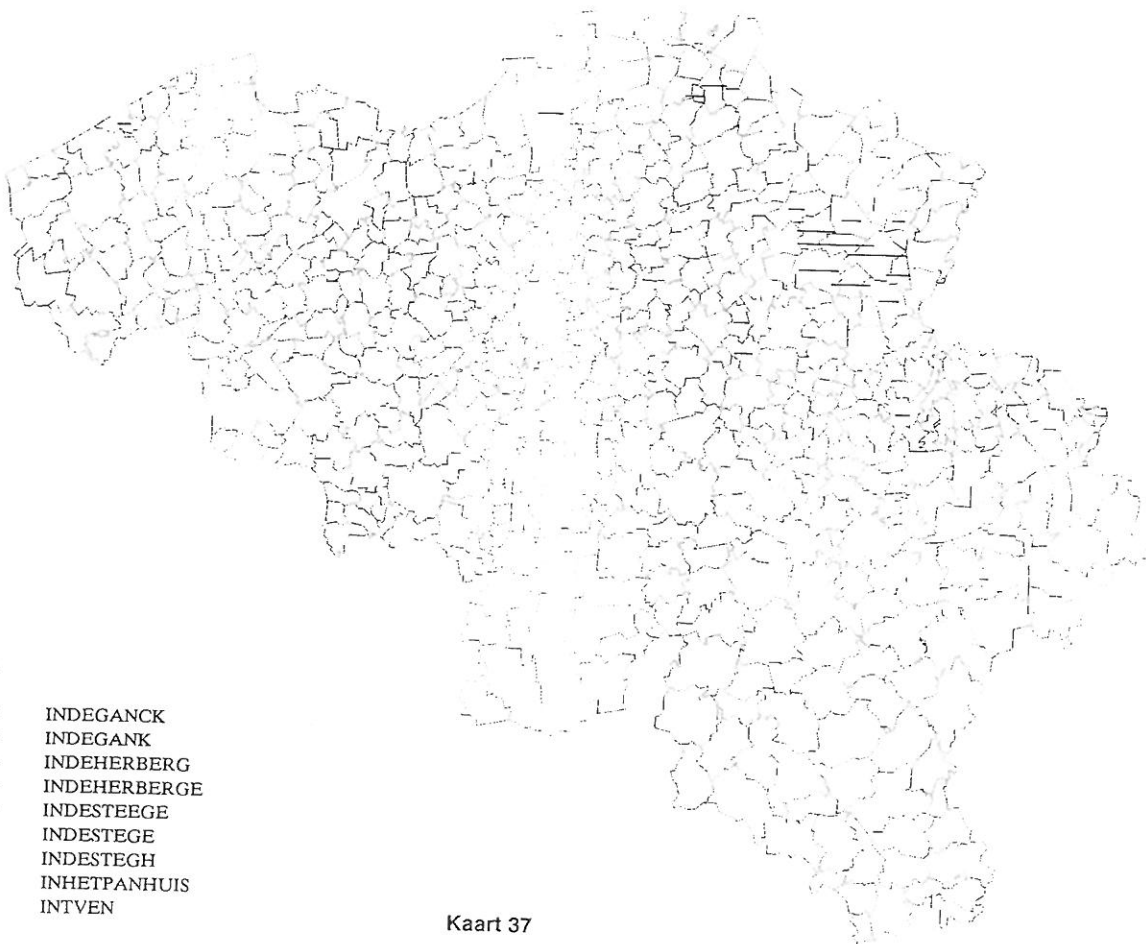 INDEGANCK
INDEGANK
INDEHERBERG
INDEHERBERGE
INDESTEEGE
INDESTEGE
INDESTEGH
INHETPANHUIS
INTVEN
Kaart 37